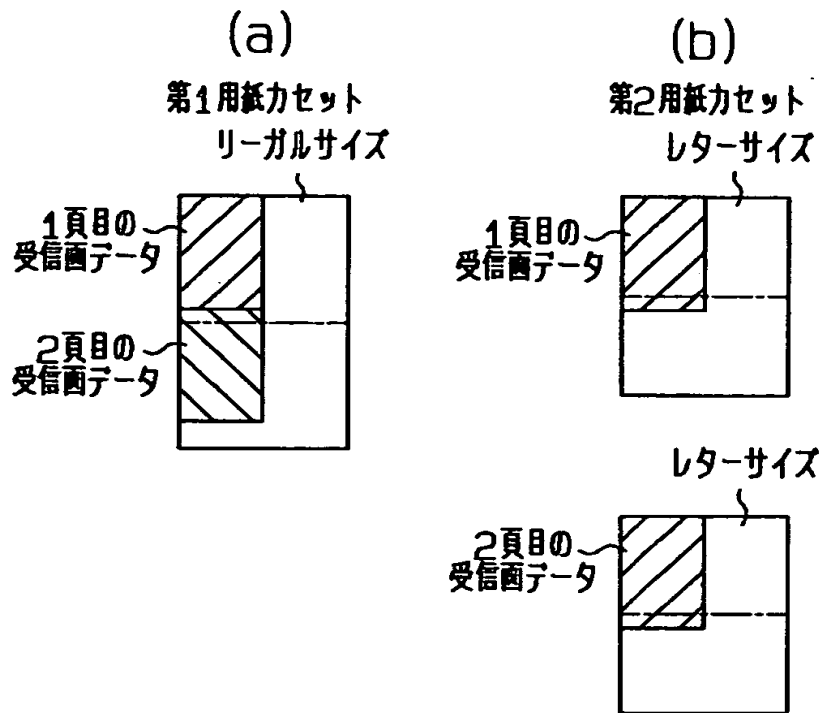 (a)
第1用紙カセット
リーガルサイズ
1頁目の
受信画データ
2頁目の
受信画データ
(b)
第2用紙カセット
レターサイズ
1頁目の
受信画データ
レターサイズ
2頁目の
受信画データ